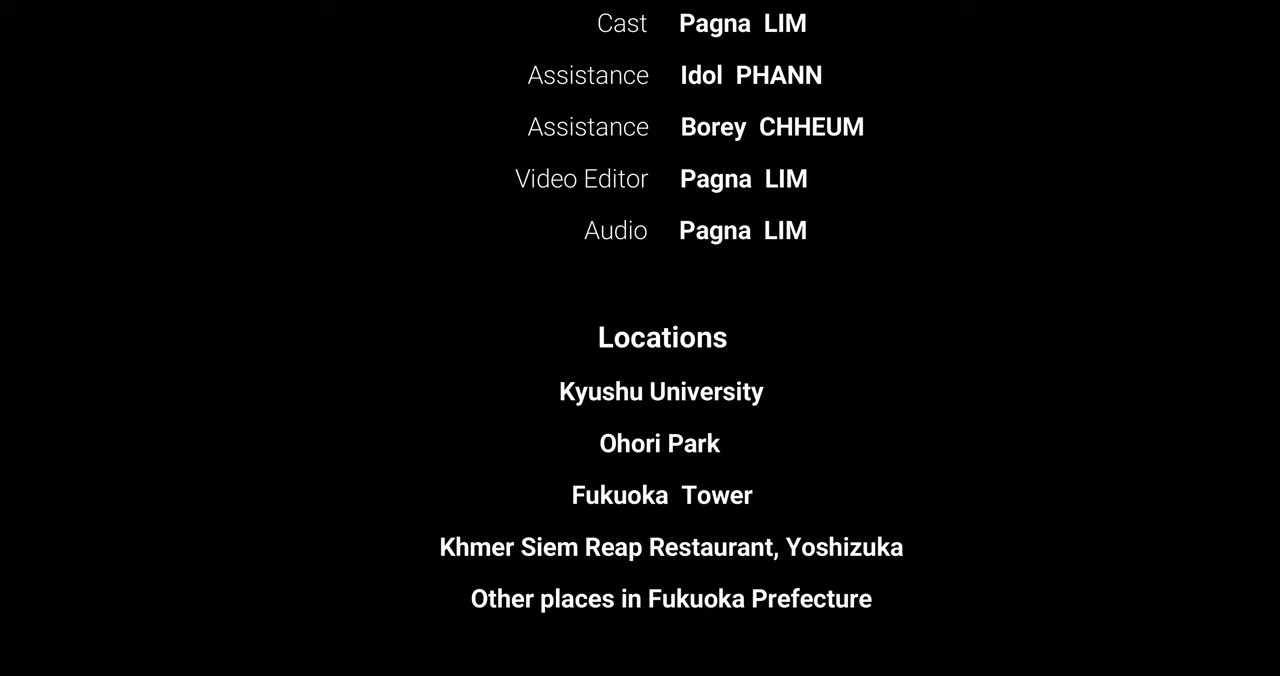 Cast Pagna LIM
Assistance Idol PHANN
Assistance Borey CHHEUM
Video Editor Pagna LIM
Audio Pagna LIM
Locations
Kyushu University
Ohori Park
Fukuoka Tower
Khmer Siem Reap Restaurant, Yoshizuka
Other places in Fukuoka Prefecture